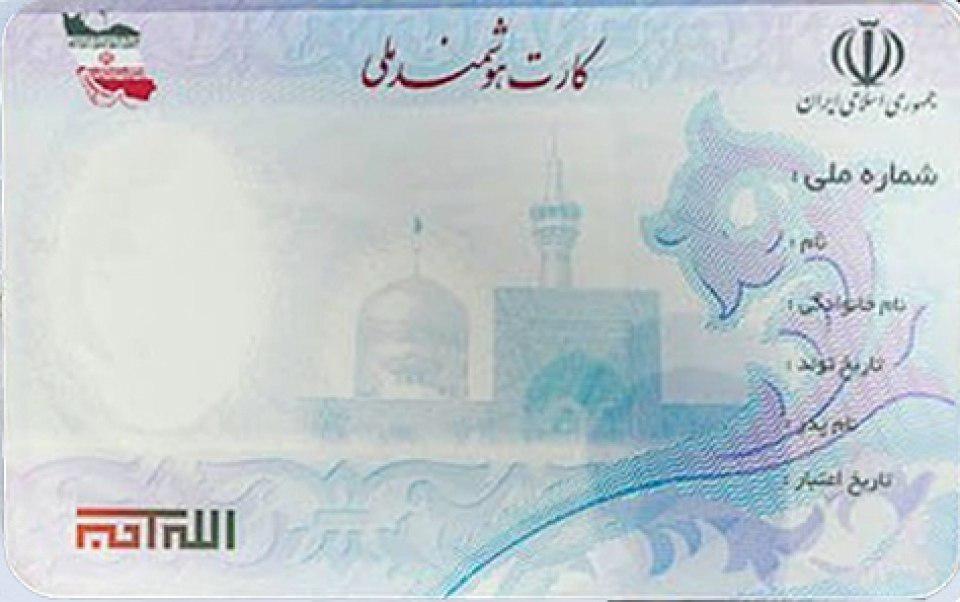 کارت هوشمند ملی
جمهوری اسلامی ایران
شماره ملی :
نام :
نام خانوادگی :
تاریخ تولد :
نام پدر :
تاریخ اعتبار :
الله اکبر